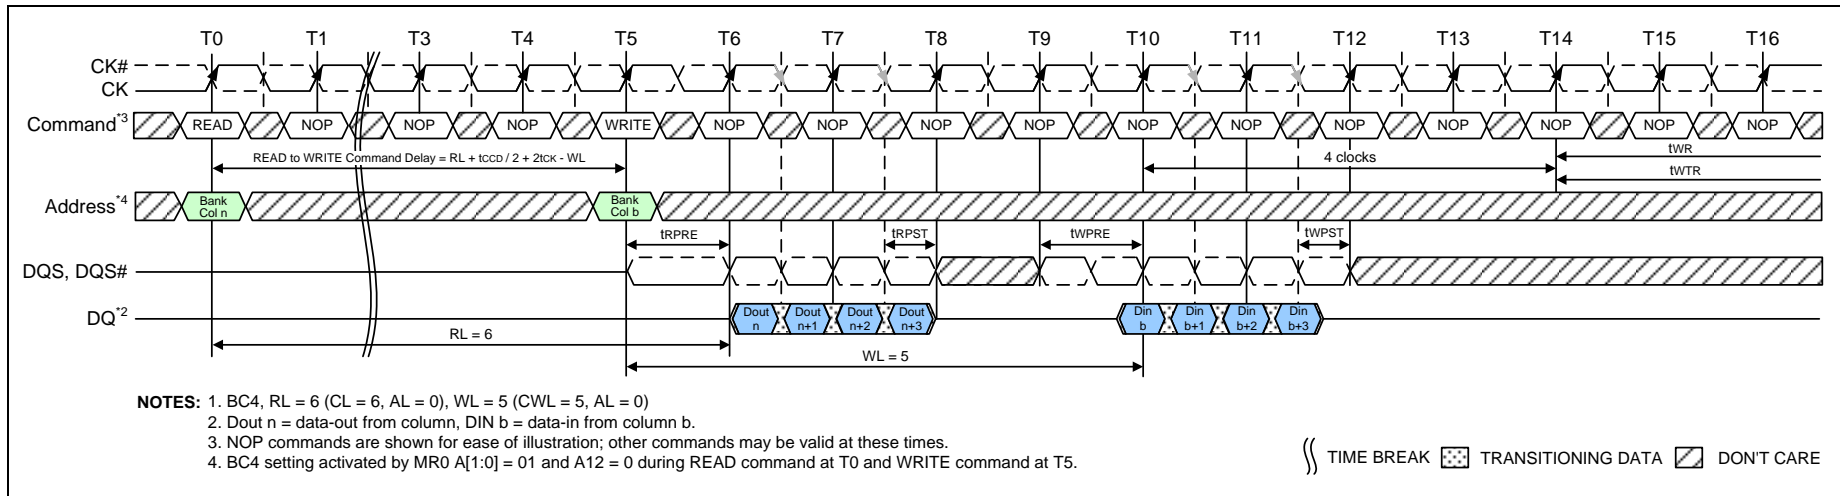 T0 T1 T3 T4 T5 T6 T7 T8 T9 T10 T11 T12 T13 T14 T15 T16
CK#
CK
Command*3 READ NOP NOP NOP WRITE NOP NOP NOP NOP NOP NOP NOP NOP NOP NOP NOP
READ to WRITE Command Delay = RL + tCCD / 2 + 2tCK - WL 4 clocks tWR
tWTR
Address*4 Bank Col n Bank Col b
tRPRE tRPST tWPRE tWPST
DQS, DQS#
DQ*2 Dout n Dout n+1 Dout n+2 Dout n+3 Din b Din b+1 Din b+2 Din b+3
RL = 6
WL = 5
NOTES: 1. BC4, RL = 6 (CL = 6, AL = 0), WL = 5 (CWL = 5, AL = 0)
2. Dout n = data-out from column, DIN b = data-in from column b.
3. NOP commands are shown for ease of illustration; other commands may be valid at these times.
4. BC4 setting activated by MR0 A[1:0] = 01 and A12 = 0 during READ command at T0 and WRITE command at T5.
TIME BREAK TRANSITIONING DATA DON'T CARE